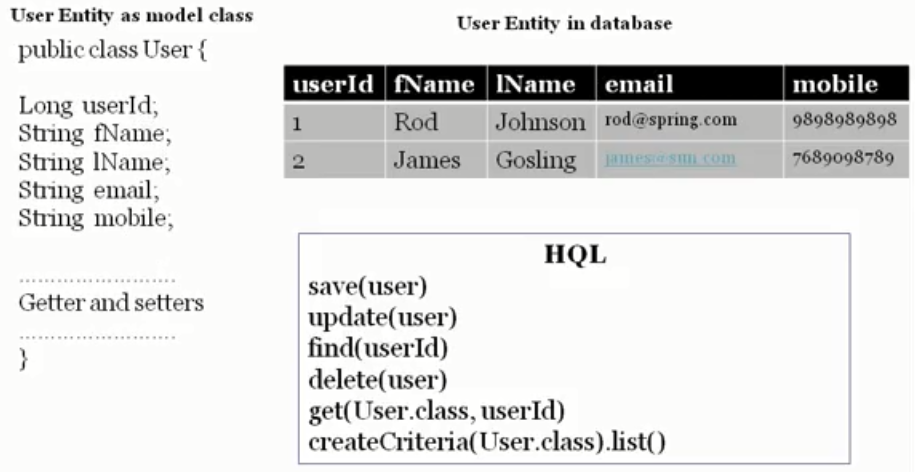 User Entity as model class
public class User {
Long userId;
String fName;
String lName;
String email;
String mobile;
............................
Getter and setters
............................
}
User Entity in database
userId fName lName email mobile
1 Rod Johnson rod@spring.com 9898989898
2 James Gosling james@sun.com 7689098789
HQL
save(user)
update(user)
find(userId)
delete(user)
get(User.class, userId)
createCriteria(User.class).list()